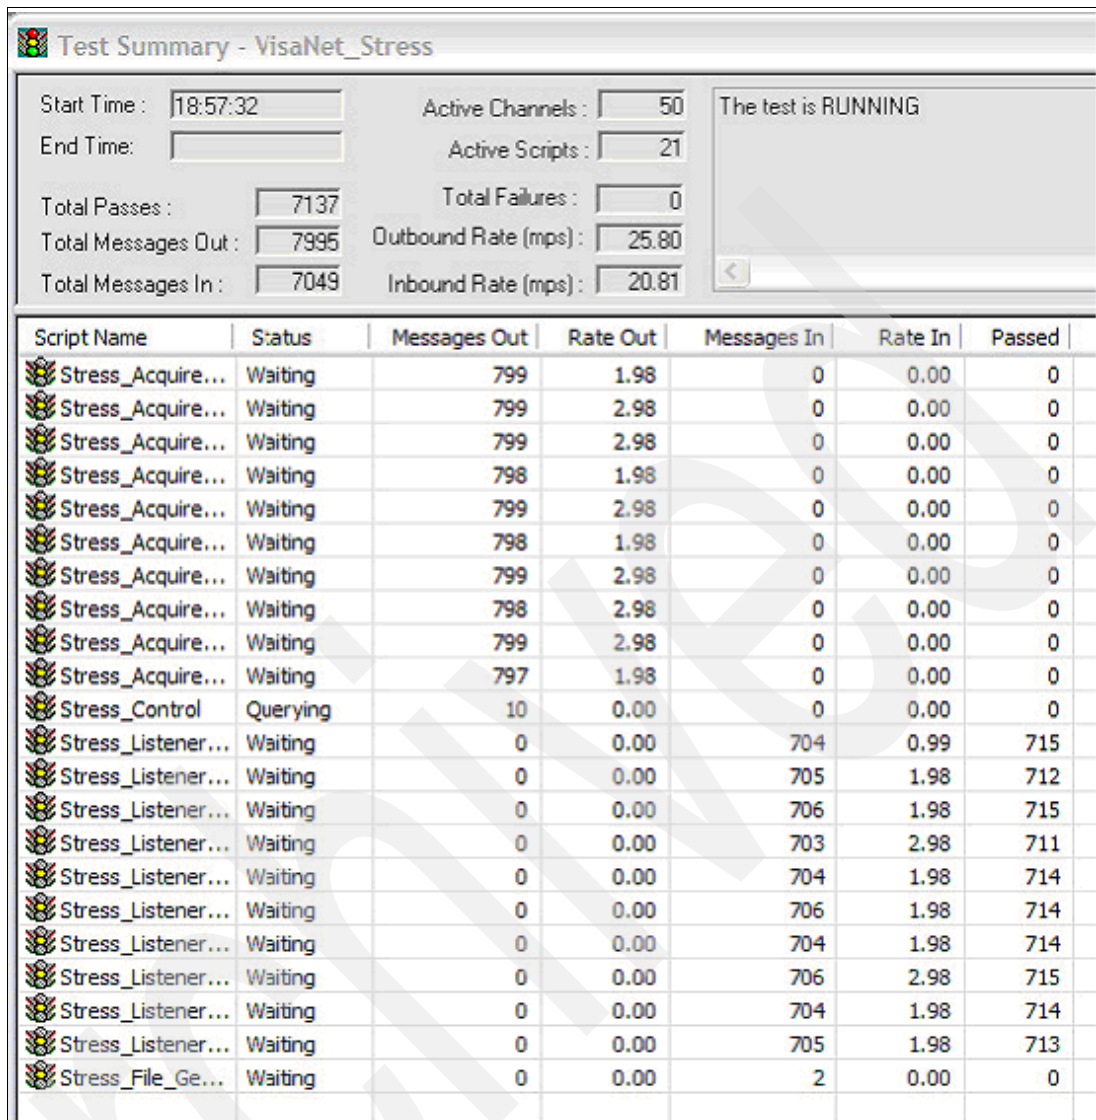 Test Summary - VisaNet_Stress
Start Time : 18:57:32 Active Channels : 50 The test is RUNNING
End Time: Active Scripts : 21
Total Passes : 7137 Total Failures : 0
Total Messages Out : 7995 Outbound Rate (mps) : 25.80
Total Messages In : 7049 Inbound Rate (mps) : 20.81
Script Name Status Messages Out Rate Out Messages In Rate In Passed
Stress_Acquire... Waiting 799 1.98 0 0.00 0
Stress_Acquire... Waiting 799 2.98 0 0.00 0
Stress_Acquire... Waiting 799 2.98 0 0.00 0
Stress_Acquire... Waiting 798 1.98 0 0.00 0
Stress_Acquire... Waiting 799 2.98 0 0.00 0
Stress_Acquire... Waiting 798 1.98 0 0.00 0
Stress_Acquire... Waiting 799 2.98 0 0.00 0
Stress_Acquire... Waiting 798 2.98 0 0.00 0
Stress_Acquire... Waiting 799 2.98 0 0.00 0
Stress_Acquire... Waiting 797 1.98 0 0.00 0
Stress_Control Querying 10 0.00 0 0.00 0
Stress_Listener... Waiting 0 0.00 704 0.99 715
Stress_Listener... Waiting 0 0.00 705 1.98 712
Stress_Listener... Waiting 0 0.00 706 1.98 715
Stress_Listener... Waiting 0 0.00 703 2.98 711
Stress_Listener... Waiting 0 0.00 704 1.98 714
Stress_Listener... Waiting 0 0.00 706 1.98 714
Stress_Listener... Waiting 0 0.00 704 1.98 714
Stress_Listener... Waiting 0 0.00 706 2.98 715
Stress_Listener... Waiting 0 0.00 704 1.98 714
Stress_Listener... Waiting 0 0.00 705 1.98 713
Stress_File_Ge... Waiting 0 0.00 2 0.00 0